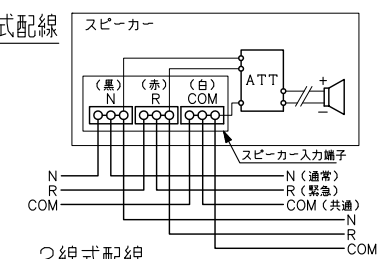 式配線
スピーカー
(黒) (赤) (白)
N R COM
ATT
+
−
スピーカー入力端子
N N(通常)
R R(緊急)
COM COM(共通)
N
R
COM